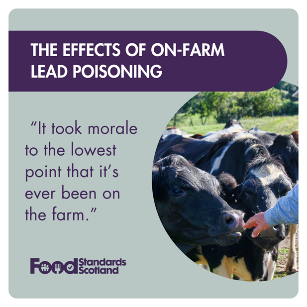 THE EFFECTS OF ON-FARM
LEAD POISONING
“It took morale
to the lowest
point that it’s
ever been on
the farm.”
Food Standards
Scotland